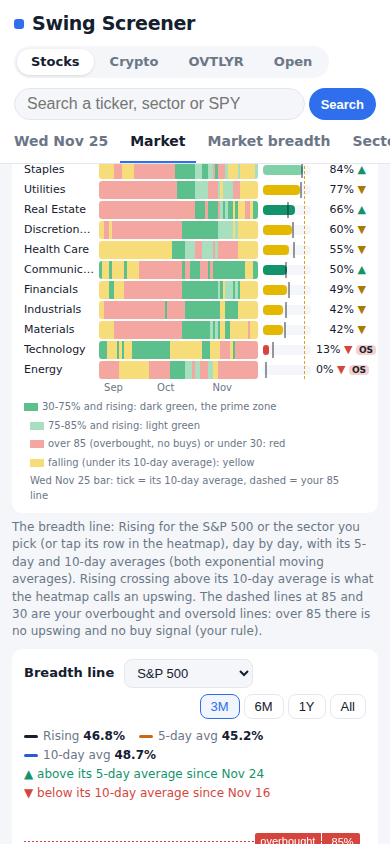 Swing Screener
Stocks Crypto OVTLYR Open
Search a ticker, sector or SPY Search
Wed Nov 25 Market Market breadth Secto
Staples 84% ▲
Utilities 77% ▼
Real Estate 66% ▲
Discretion… 60% ▼
Health Care 55% ▼
Communic… 50% ▲
Financials 49% ▼
Industrials 42% ▼
Materials 42% ▼
Technology 13% ▼ OS
Energy 0% ▼ OS
Sep Oct Nov
30-75% and rising: dark green, the prime zone
75-85% and rising: light green
over 85 (overbought, no buys) or under 30: red
falling (under its 10-day average): yellow
Wed Nov 25 bar: tick = its 10-day average, dashed = your 85
line
The breadth line: Rising for the S&P 500 or the sector you
pick (or tap its row in the heatmap), day by day, with its 5-
day and 10-day averages (both exponential moving
averages). Rising crossing above its 10-day average is what
the heatmap calls an upswing. The dashed lines at 85 and
30 are your overbought and oversold lines: over 85 there is
no upswing and no buy signal (your rule).
Breadth line S&P 500
3M 6M 1Y All
Rising 46.8% 5-day avg 45.2%
10-day avg 48.7%
▲ above its 5-day average since Nov 24
▼ below its 10-day average since Nov 16
overbought 85%